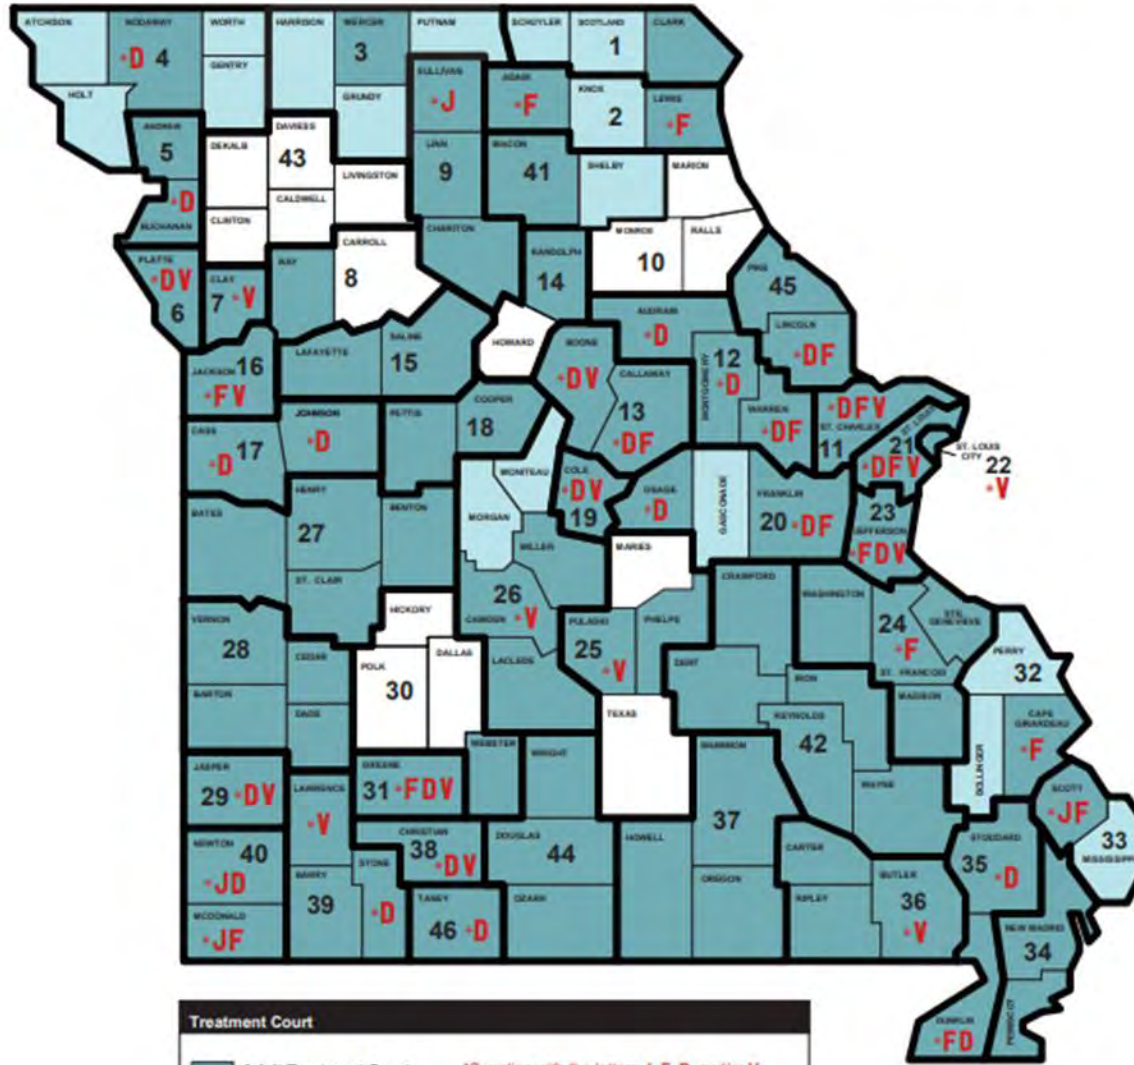 ATCHISON
NODAWAY
WORTH
HARRISON
MERCER
PUTNAM
SCHUYLER
SCOTLAND
CLARK
*D 4
3
1
GENTRY
SULLIVAN
ADAIR
KNOX
LEWIS
HOLT
GRUNDY
*J
*F
2
*F
ANDREW
5
DEKALB
DAVIESS
43
LINN
9
MACON
41
SHELBY
MARION
LIVINGSTON
CALDWELL
*D
BUCHANAN
CLINTON
CARROLL
8
CHARITON
RANDOLPH
14
MONROE
10
RALLS
PLATTE
*DV
6
CLAY
7 *V
RAY
PIKE
45
AUDRAIN
*D
LINCOLN
*DF
HOWARD
BOONE
*DV
SALINE
15
LAFAYETTE
JACKSON 16
*FV
CALLAWAY
13
*DF
MONTGOMERY
12
*D
WARREN
*DF
*DFV
ST. CHARLES
11
ST. LOUIS
21
*DFV
ST. LOUIS
CITY 22
*V
COOPER
18
PETTIS
JOHNSON
*D
CASS
*D 17
MONITEAU
COLE
*DV
19
OSAGE
*D
GASCONADE
FRANKLIN
20 *DF
23
JEFFERSON
*FDV
HENRY
27
BATES
BENTON
MORGAN
MILLER
MARIES
ST. CLAIR
26
CAMDEN *V
PULASKI
25
*V
PHELPS
CRAWFORD
WASHINGTON
24
*F
STE.
GENEVIEVE
ST. FRANCOIS
PERRY
32
HICKORY
VERNON
28
CEDAR
POLK
30
DALLAS
LACLEDE
DENT
IRON
MADISON
BARTON
DADE
TEXAS
REYNOLDS
42
BOLLINGER
CAPE
GIRARDEAU
*F
WEBSTER
WRIGHT
SHANNON
WAYNE
JASPER
29 *DV
LAWRENCE
*V
GREENE
31 *FDV
SCOTT
*JF
33
NEWTON 40
*JD
CHRISTIAN
38
*DV
DOUGLAS
44
HOWELL
37
CARTER
STODDARD
35
*D
STONE
*D
BARRY
39
OREGON
BUTLER
36
*V
MCDONALD
*JF
TANEY
46 *D
OZARK
RIPLEY
NEW MADRID
34
DUNKLIN
*FD
PEMISCOT
Treatment Court